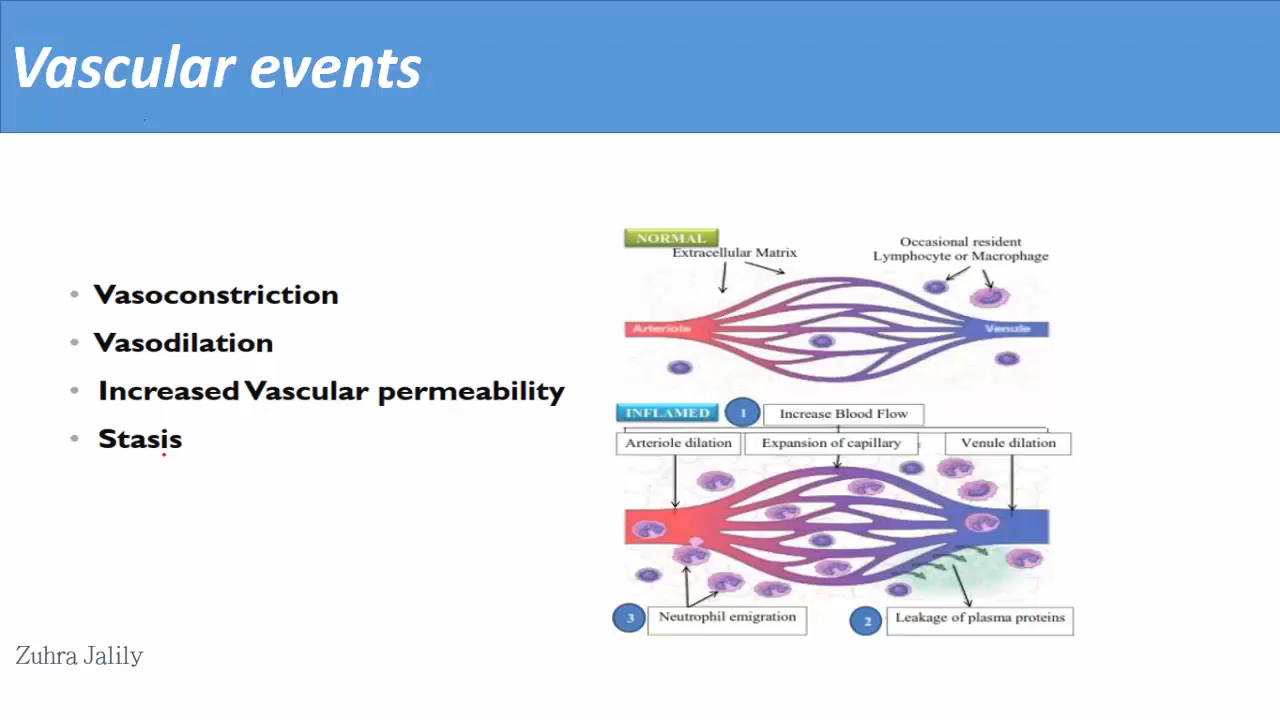 Vascular events
• Vasoconstriction
• Vasodilation
• Increased Vascular permeability
• Stasis
NORMAL
Extracellular Matrix
Occasional resident
Lymphocyte or Macrophage
Arteriole
Venule
INFLAMED
1
Increase Blood Flow
Arteriole dilation
Expansion of capillary
Venule dilation
3
Neutrophil emigration
2
Leakage of plasma proteins
Zuhra Jalily